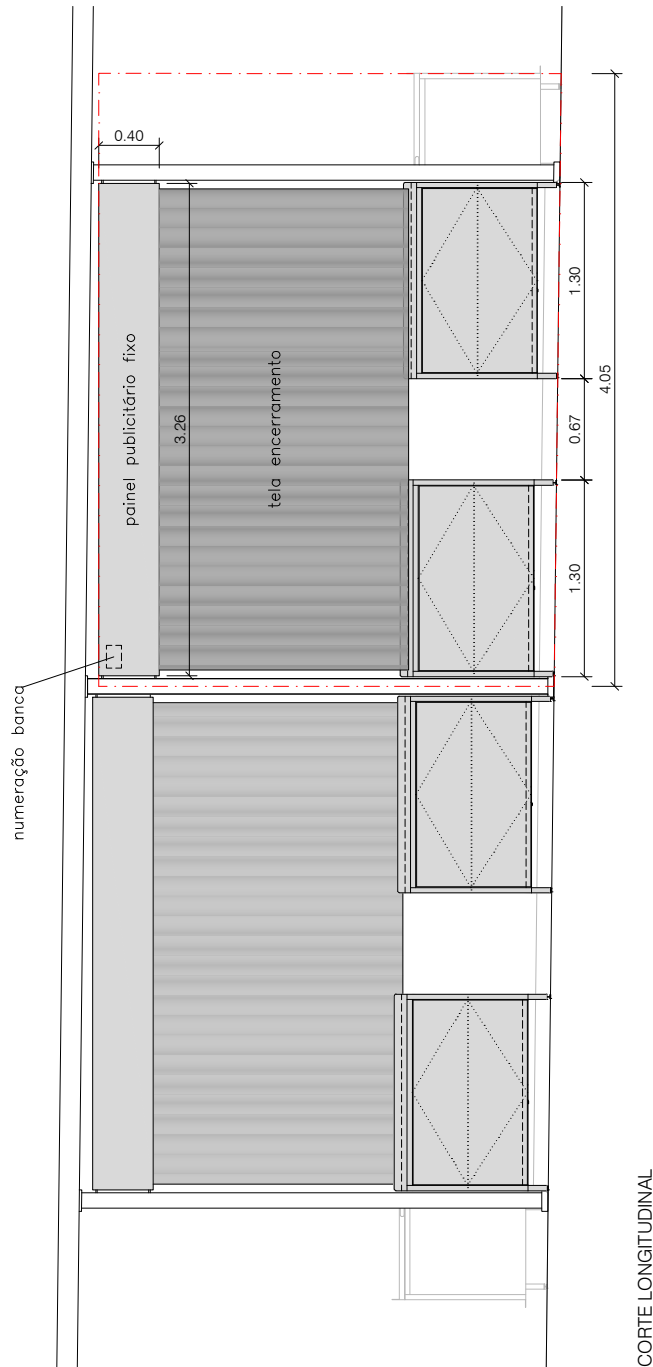 numeração banca
0.40
painel publicitário fixo
3.26
tela encerramento
1.30
0.67
1.30
4.05
CORTE LONGITUDINAL